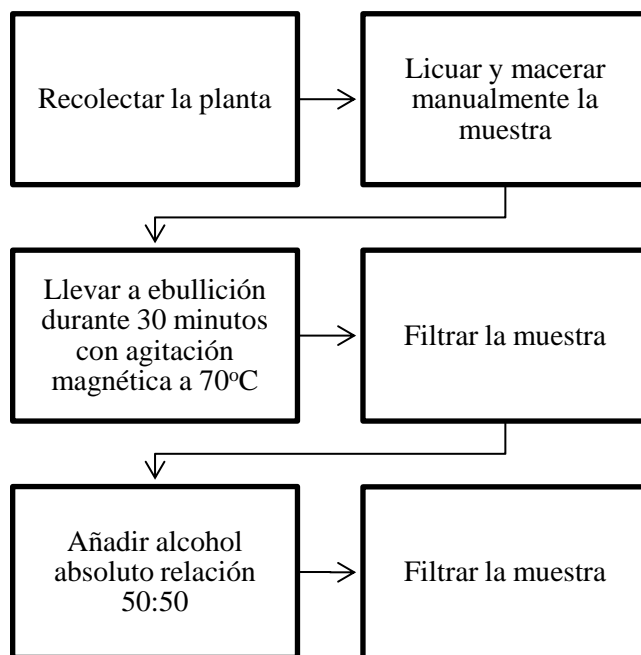 Recolectar la planta
Licuar y macerar
manualmente la
muestra
Llevar a ebullición
durante 30 minutos
con agitación
magnética a 70ºC
Filtrar la muestra
Añadir alcohol
absoluto relación
50:50
Filtrar la muestra